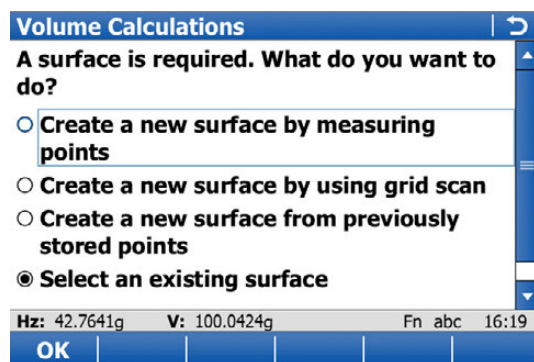 Volume Calculations
A surface is required. What do you want to
do?
Create a new surface by measuring
points
Create a new surface by using grid scan
Create a new surface from previously
stored points
Select an existing surface
Hz: 42.7641g V: 100.0424g Fn abc 16:19
OK